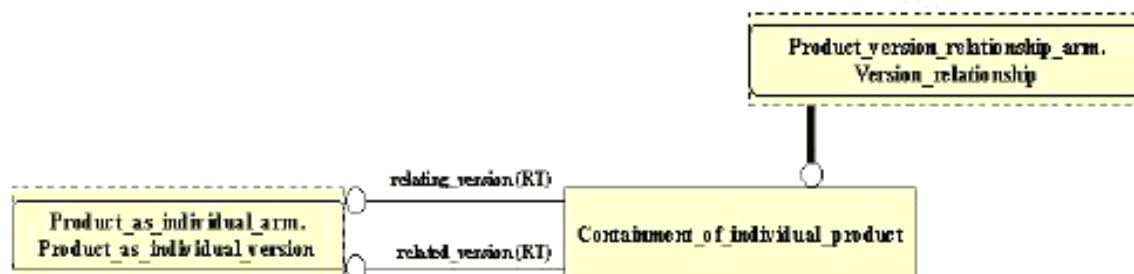 Product_version_relationship_arm.
Version_relationship
relating_version(RT)
Product_as_individual_arm.
Product_as_individual_version
Containment_of_individual_product
related_version(RT)